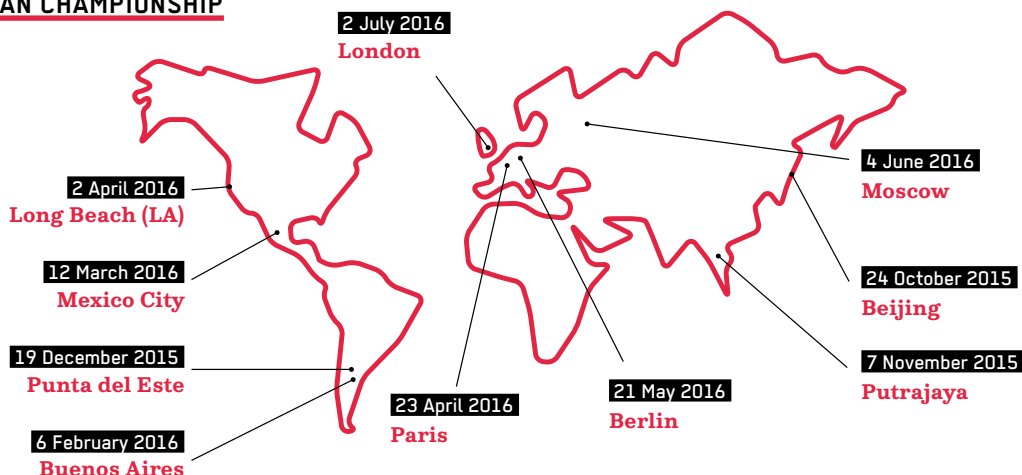 AN CHAMPIONSHIP
2 July 2016
London
4 June 2016
Moscow
2 April 2016
Long Beach (LA)
12 March 2016
Mexico City
24 October 2015
Beijing
19 December 2015
Punta del Este
7 November 2015
Putrajaya
21 May 2016
Berlin
23 April 2016
Paris
6 February 2016
Buenos Aires